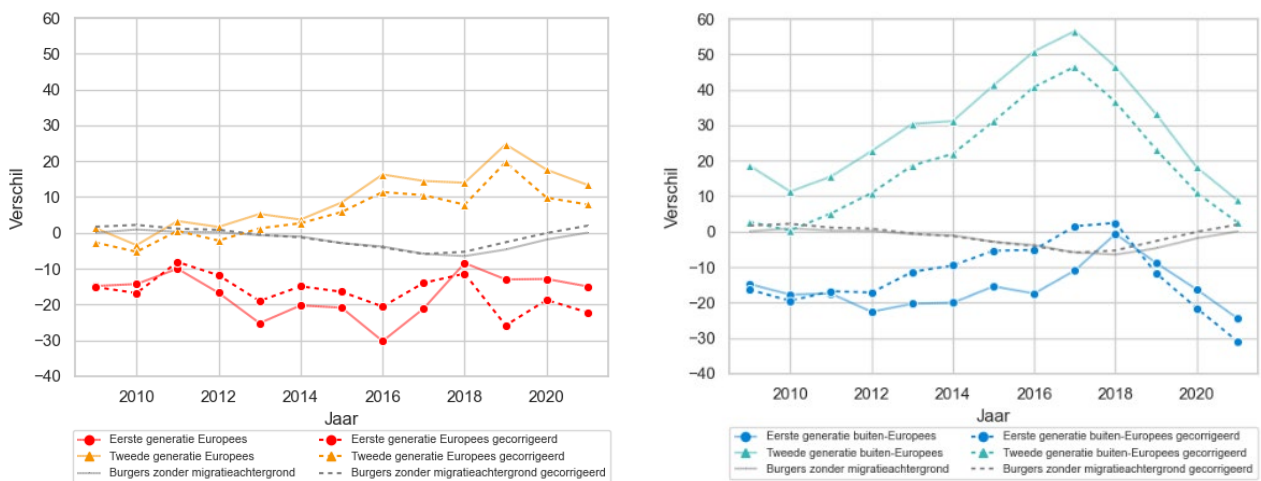 60
50
40
30
20
10
0
−10
−20
−30
−40
Verschil
2010 2012 2014 2016 2018 2020
Jaar
Eerste generatie Europees
Eerste generatie Europees gecorrigeerd
Tweede generatie Europees
Tweede generatie Europees gecorrigeerd
Burgers zonder migratieachtergrond
Burgers zonder migratieachtergrond gecorrigeerd
60
50
40
30
20
10
0
−10
−20
−30
−40
Verschil
2010 2012 2014 2016 2018 2020
Jaar
Eerste generatie buiten-Europees
Eerste generatie buiten-Europees gecorrigeerd
Tweede generatie buiten-Europees
Tweede generatie buiten-Europees gecorrigeerd
Burgers zonder migratieachtergrond
Burgers zonder migratieachtergrond gecorrigeerd